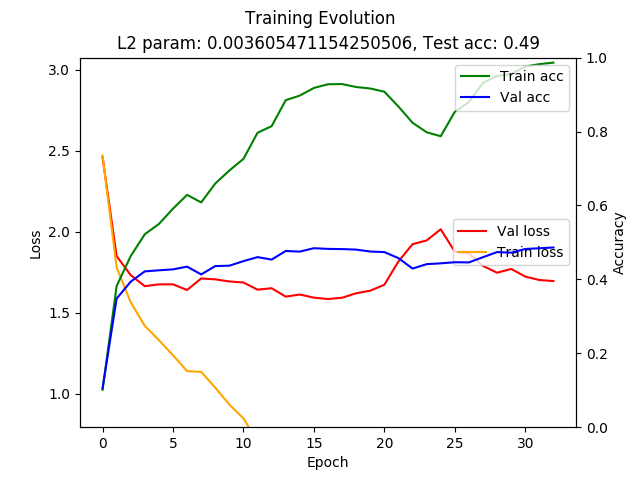 Training Evolution
L2 param: 0.003605471154250506, Test acc: 0.49
3.0
2.5
2.0
1.5
1.0
Loss
1.0
0.8
0.6
0.4
0.2
0.0
Accuracy
Train acc
Val acc
Val loss
Train loss
0 5 10 15 20 25 30
Epoch